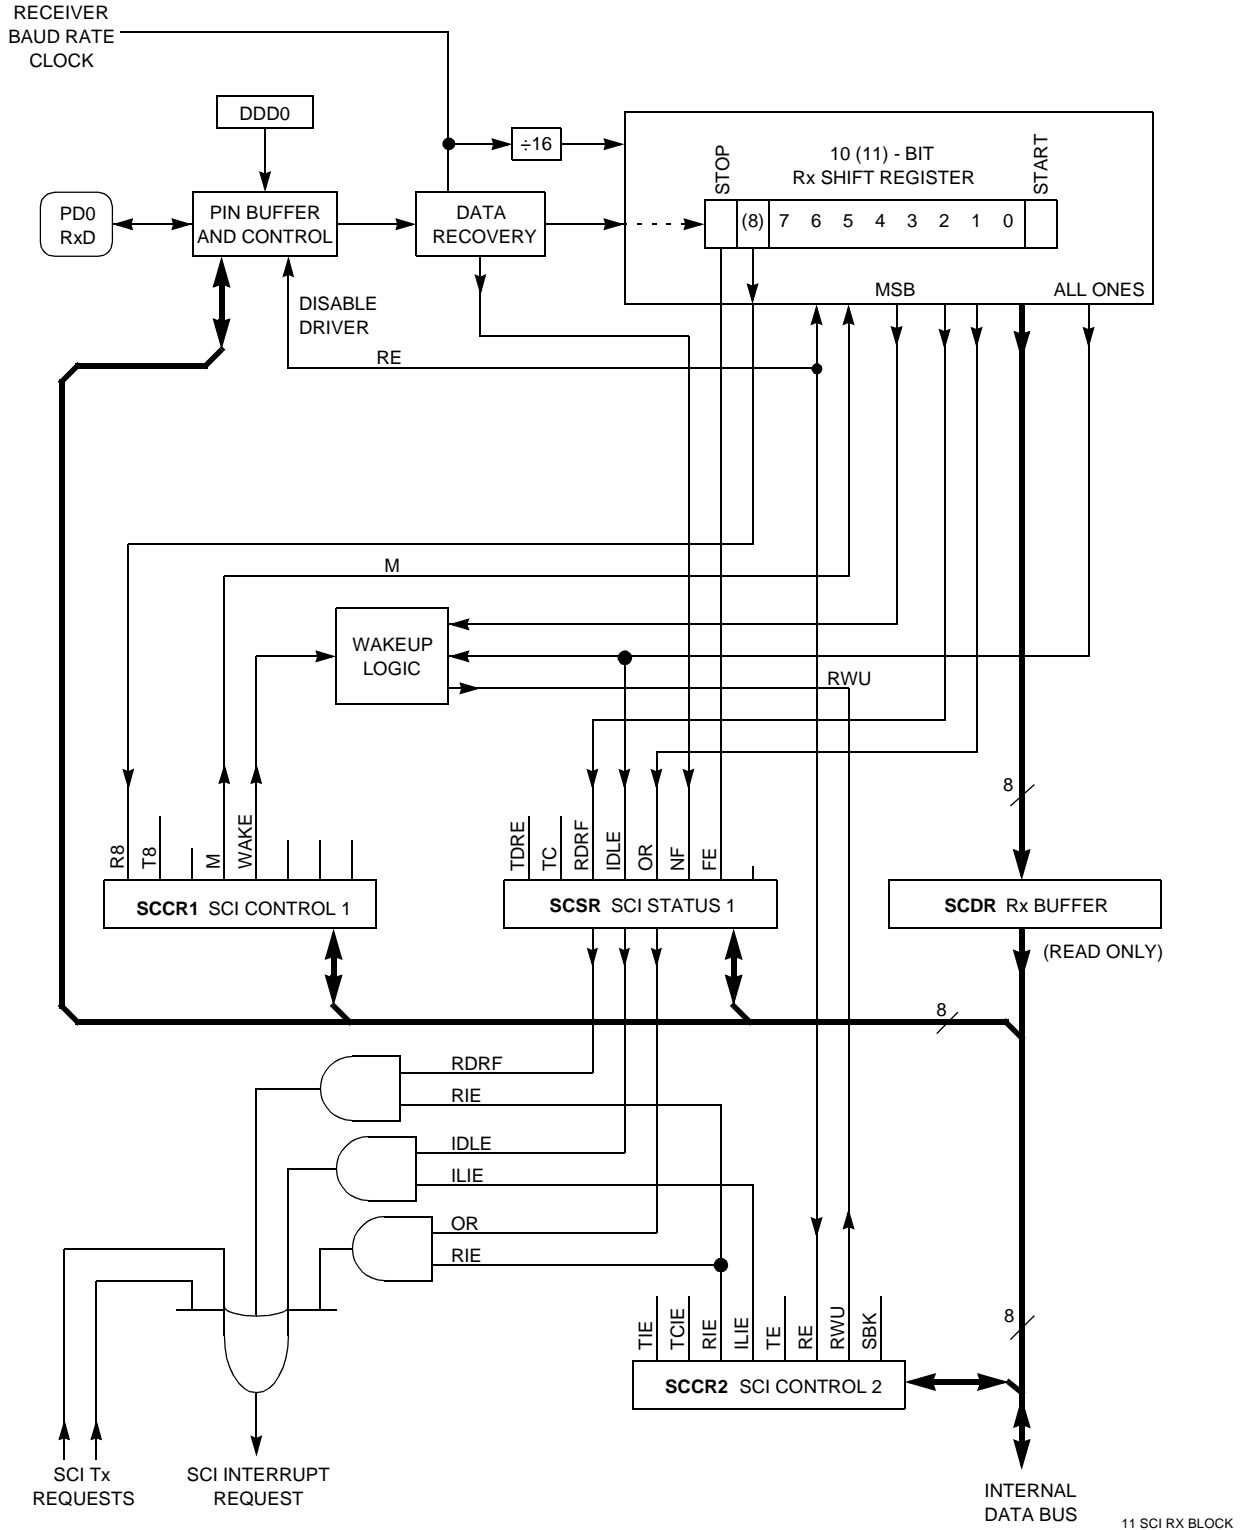 RECEIVER
BAUD RATE
CLOCK
DDD0
÷16
STOP
10 (11) - BIT
Rx SHIFT REGISTER
START
PD0
RxD
PIN BUFFER
AND CONTROL
DATA
RECOVERY
(8) 7 6 5 4 3 2 1 0
MSB
ALL ONES
DISABLE
DRIVER
RE
M
WAKEUP
LOGIC
RWU
8
R8
T8
M
WAKE
TDRE
TC
RDRF
IDLE
OR
NF
FE
SCCR1 SCI CONTROL 1
SCSR SCI STATUS 1
SCDR Rx BUFFER
(READ ONLY)
8
RDRF
RIE
IDLE
ILIE
OR
RIE
TIE
TCIE
RIE
ILIE
TE
RE
RWU
SBK
8
SCCR2 SCI CONTROL 2
SCI Tx
REQUESTS
SCI INTERRUPT
REQUEST
INTERNAL
DATA BUS
11 SCI RX BLOCK